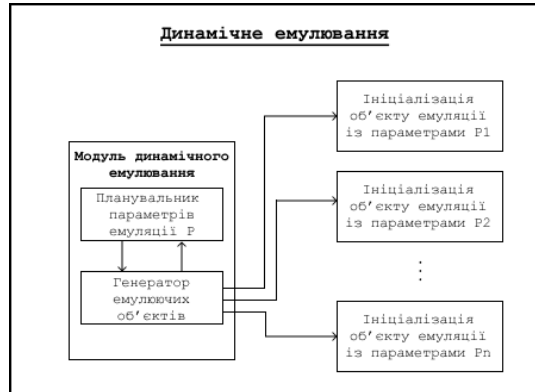 Динамічне емулювання
Ініціалізація
об’єкту емуляції
із параметрами P1
Модуль динамічного
емулювання
Планувальник
параметрів
емуляції P
Генератор
емулюючих
об’єктів
Ініціалізація
об’єкту емуляції
із параметрами P2
Ініціалізація
об’єкту емуляції
із параметрами Pn